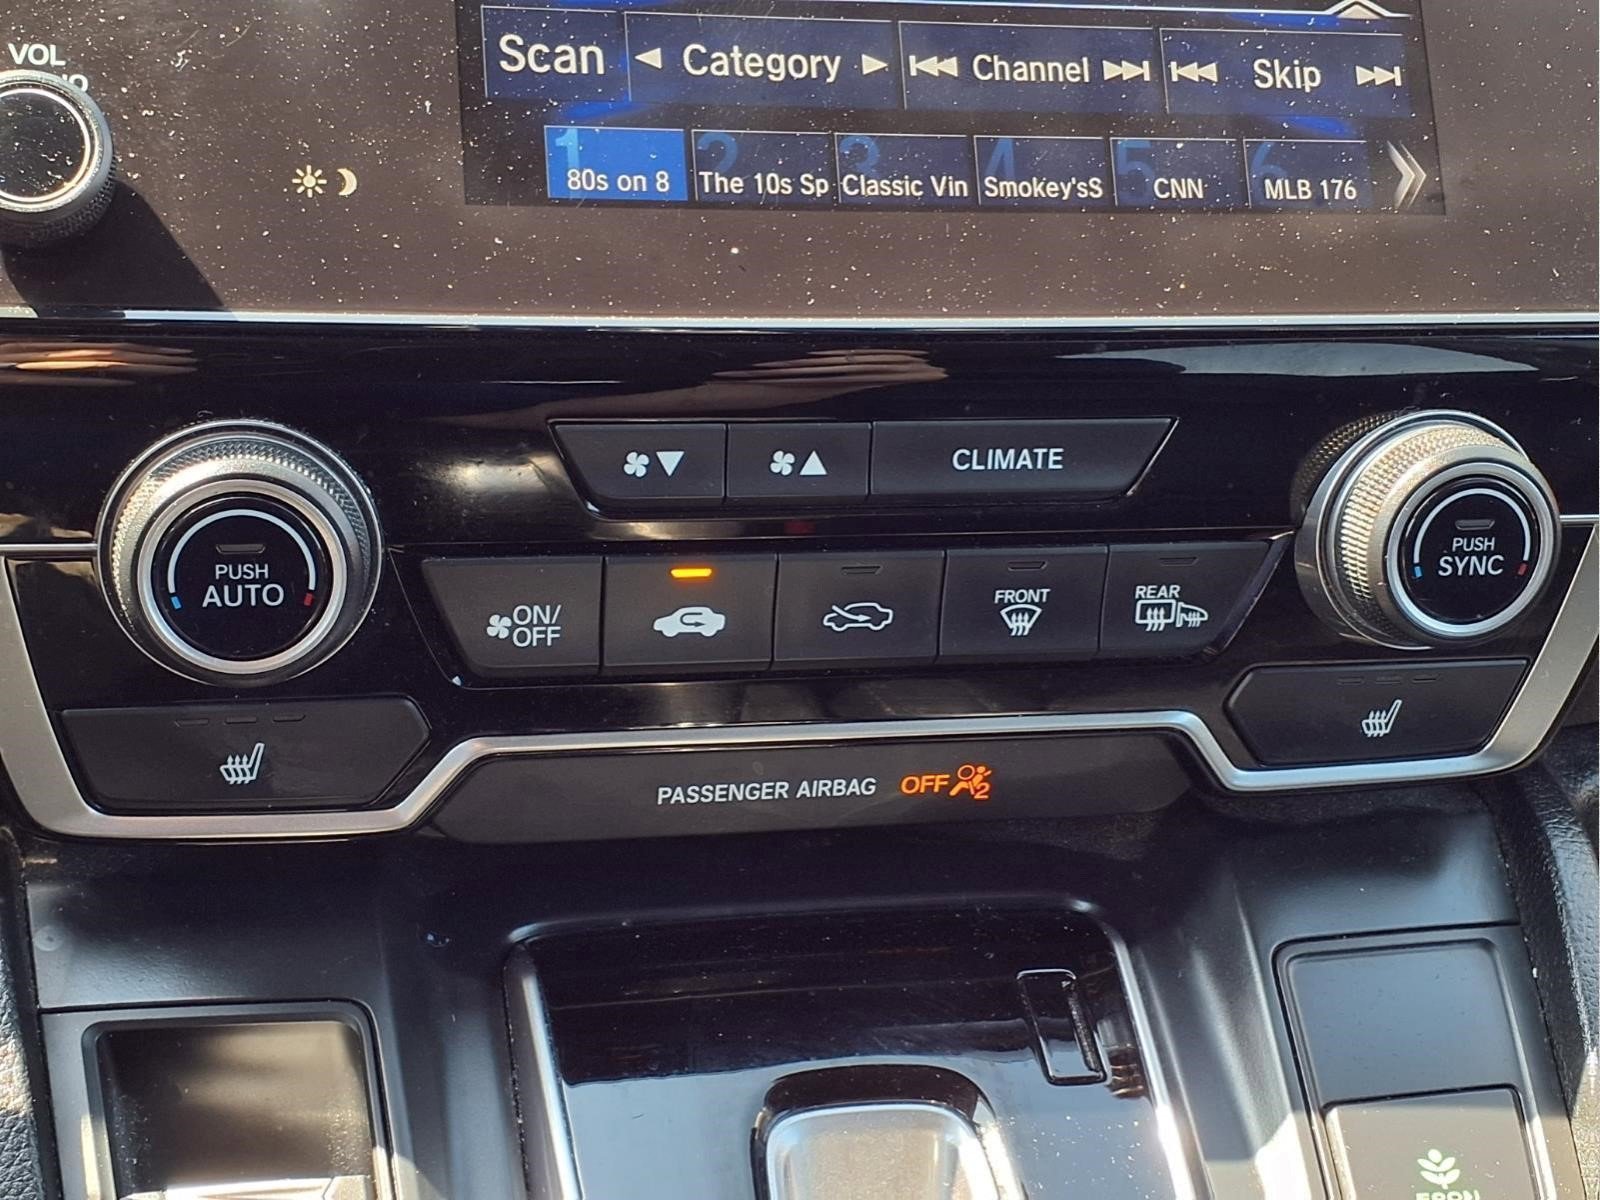 VOL
Scan Category Channel Skip
1 2 3 4 5 6
80s on 8 The 10s Sp Classic Vin Smokey'sS CNN MLB 176
CLIMATE
PUSH
AUTO
ON/
OFF
FRONT
REAR
PUSH
SYNC
PASSENGER AIRBAG OFF 2